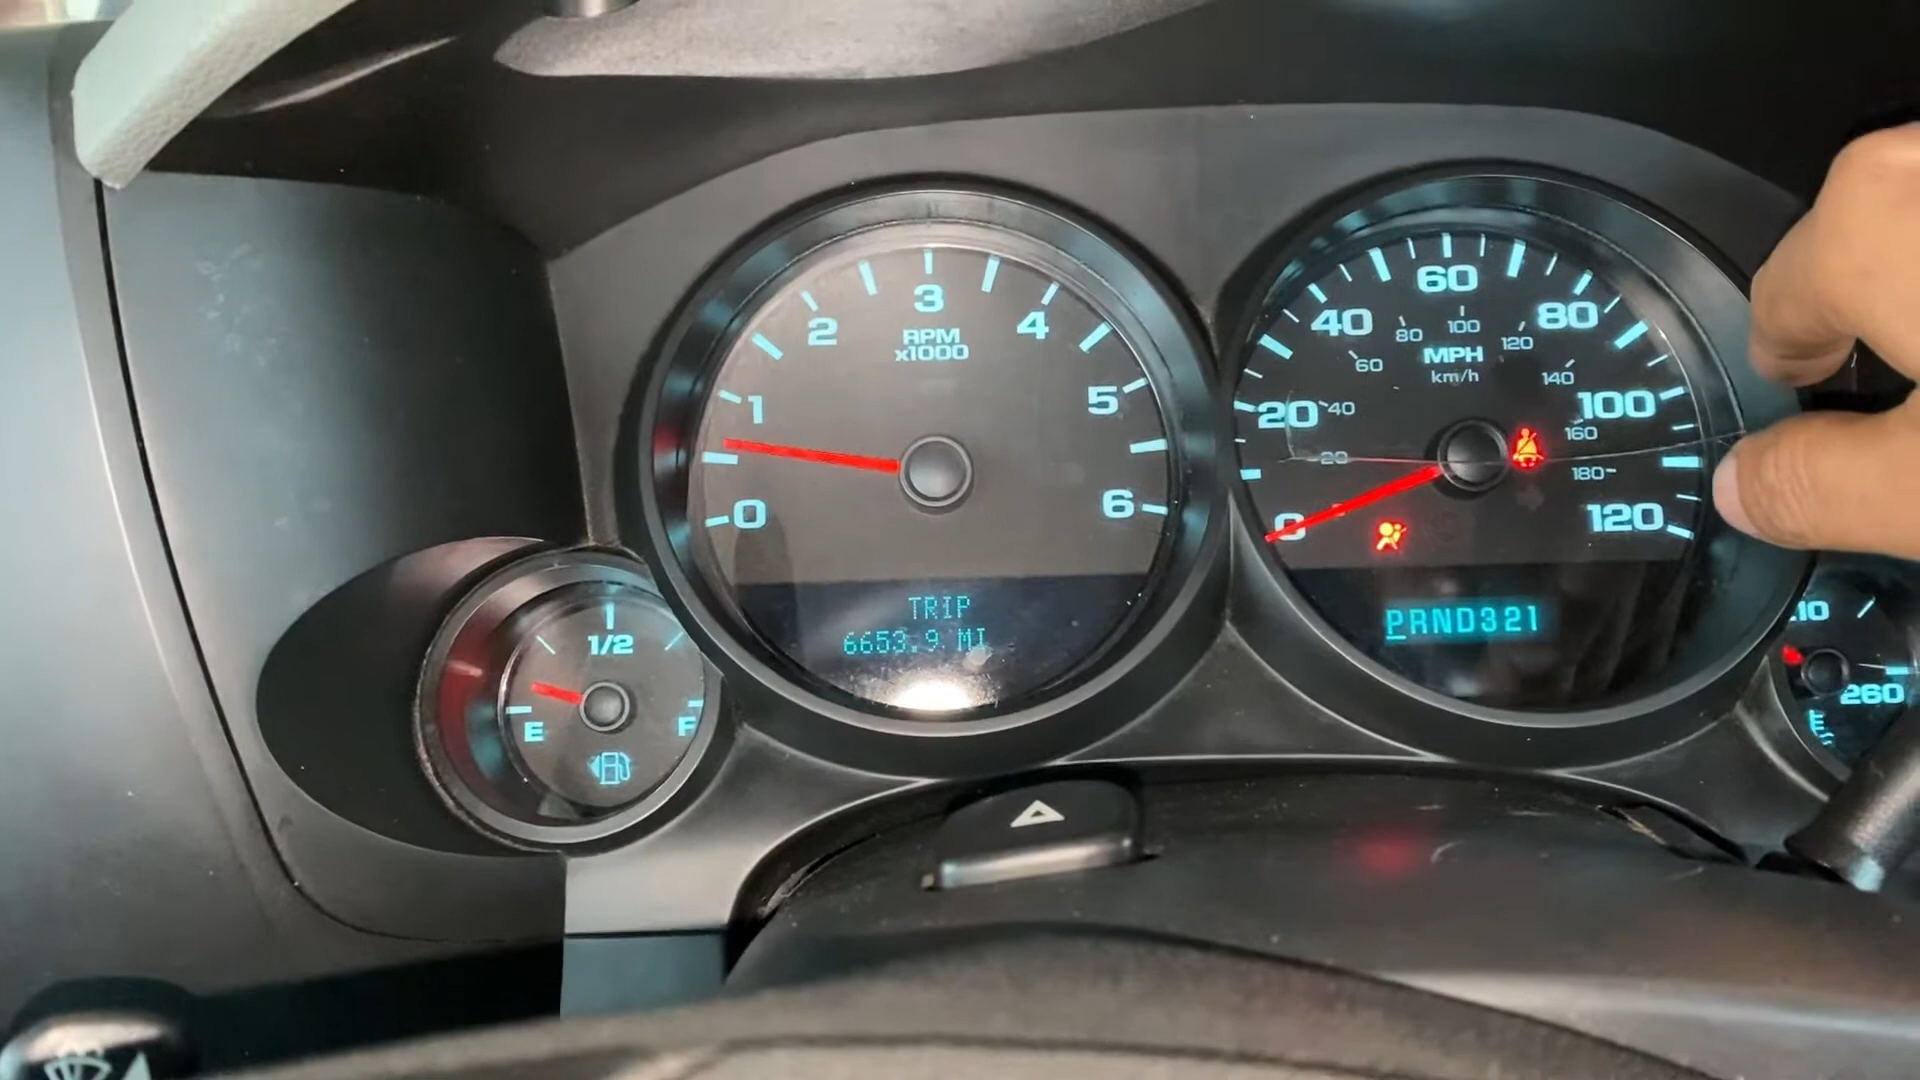 0 1 2 3 4 5 6
RPM
x1000
TRIP
6653.9 MI
0 20 40 60 80 100 120
20 40 60 80 100 120 140 160 180
MPH
km/h
PRND321
E 1/2 F
260